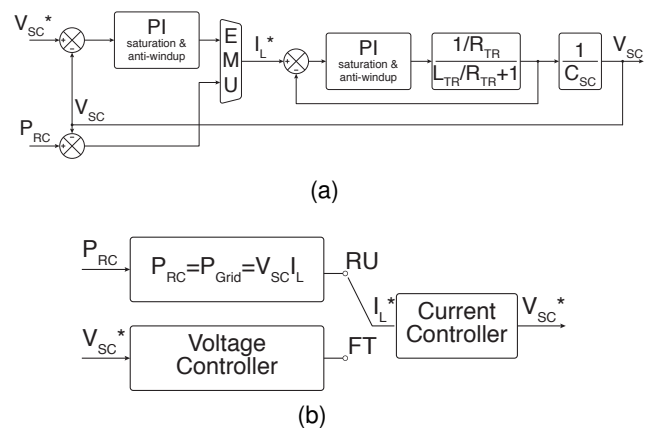 V_SC*
PI
saturation &
anti-windup
E
M
U
I_L*
PI
saturation &
anti-windup
1/R_TR
L_TR/R_TR+1
1
C_SC
V_SC
+
-
+
-
V_SC
P_RC
+
-
(a)
P_RC
P_RC=P_Grid=V_SC I_L
RU
I_L*
Current
Controller
V_SC*
V_SC*
Voltage
Controller
FT
(b)